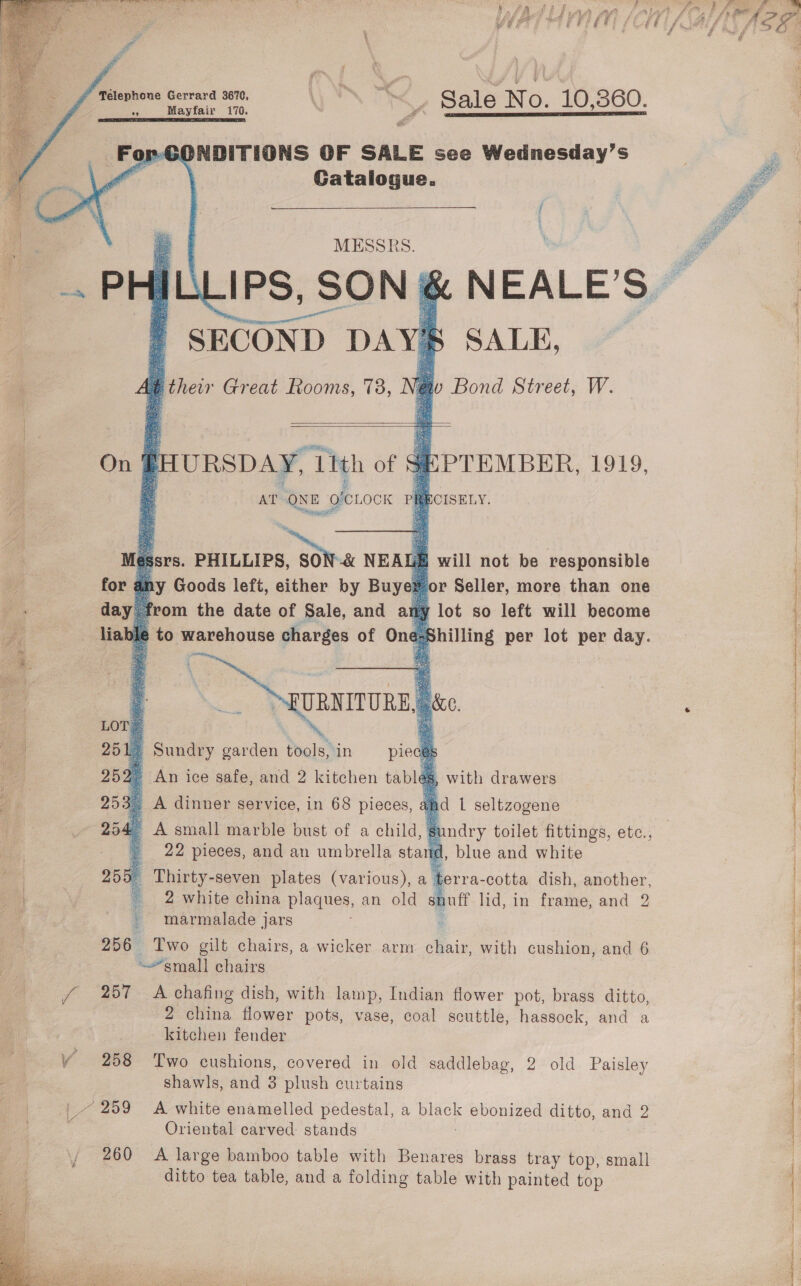 Telephone Gerrard 3670.
„ Mayfair 170.
Sale No. 10,360.
For CONDITIONS OF SALE see Wednesday's
Catalogue.
MESSRS.
PHILLIPS, SON & NEALE'S
SECOND DAY'S SALE,
At their Great Rooms, 73, New Bond Street, W.
On THURSDAY, 11th of SEPTEMBER, 1919,
AT ONE O'CLOCK PRECISELY.
Messrs. PHILLIPS, SON & NEALE will not be responsible
for any Goods left, either by Buyer or Seller, more than one
day from the date of Sale, and any lot so left will become
liable to warehouse charges of One-Shilling per lot per day.
FURNITURE, &c.
LOT
251 Sundry garden tools, in pieces
252 An ice safe, and 2 kitchen tables, with drawers
253 A dinner service, in 68 pieces, and 1 seltzogene
254 A small marble bust of a child, sundry toilet fittings, etc.,
22 pieces, and an umbrella stand, blue and white
255 Thirty-seven plates (various), a terra-cotta dish, another,
2 white china plaques, an old snuff lid, in frame, and 2
marmalade jars
256 Two gilt chairs, a wicker arm chair, with cushion, and 6
small chairs
257 A chafing dish, with lamp, Indian flower pot, brass ditto,
2 china flower pots, vase, coal scuttle, hassock, and a
kitchen fender
258 Two cushions, covered in old saddlebag, 2 old Paisley
shawls, and 3 plush curtains
259 A white enamelled pedestal, a black ebonized ditto, and 2
Oriental carved stands
260 A large bamboo table with Benares brass tray top, small
ditto tea table, and a folding table with painted top